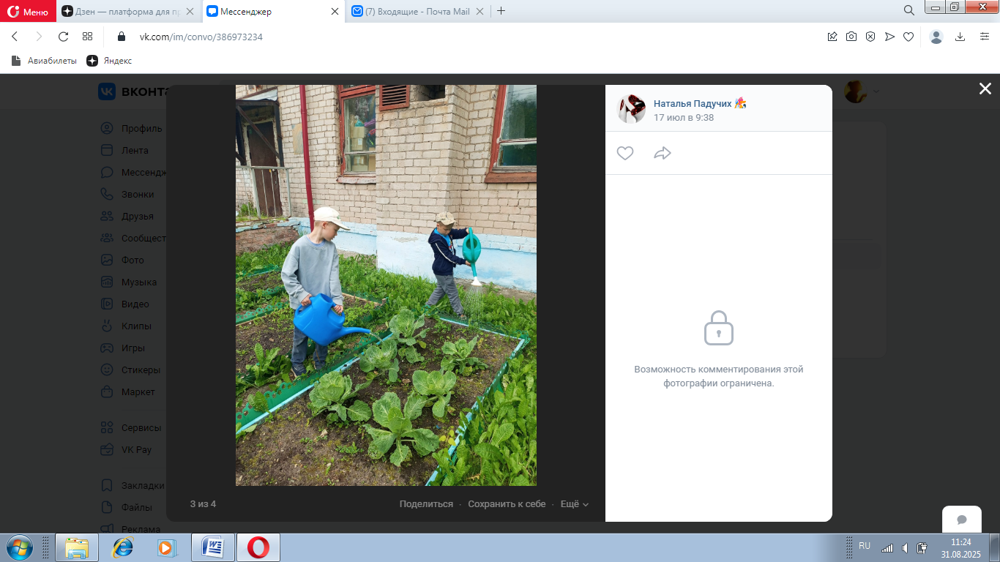 Меню
Дзен — платформа для пр
Мессенджер
(7) Входящие - Почта Mail
vk.com/im/convo/386973234
Авиабилеты
Яндекс
ВКОНТА
Профиль
Лента
Мессендж
Звонки
Друзья
Сообщест
Фото
Музыка
Видео
Клипы
Игры
Стикеры
Маркет
Сервисы
VK Pay
Закладки
Файлы
Реклама
Наталья Падучих
17 июл в 9:38
Возможность комментирования этой
фотографии ограничена.
3 из 4
Поделиться · Сохранить к себе · Ещё
RU
11:24
31.08.2025